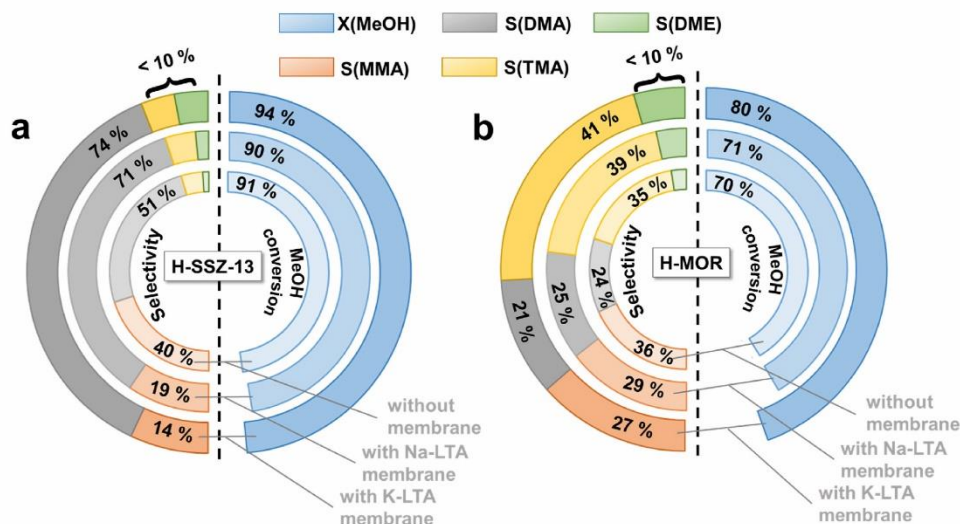 X(MeOH)
S(DMA)
S(DME)
S(MMA)
S(TMA)
a
< 10 %
74 %
71 %
51 %
94 %
90 %
91 %
Selectivity
H-SSZ-13
MeOH
conversion
40 %
19 %
14 %
without
membrane
with Na-LTA
membrane
with K-LTA
membrane
b
< 10 %
41 %
39 %
35 %
80 %
71 %
70 %
Selectivity
H-MOR
MeOH
conversion
24 %
25 %
21 %
36 %
29 %
27 %
without
membrane
with Na-LTA
membrane
with K-LTA
membrane